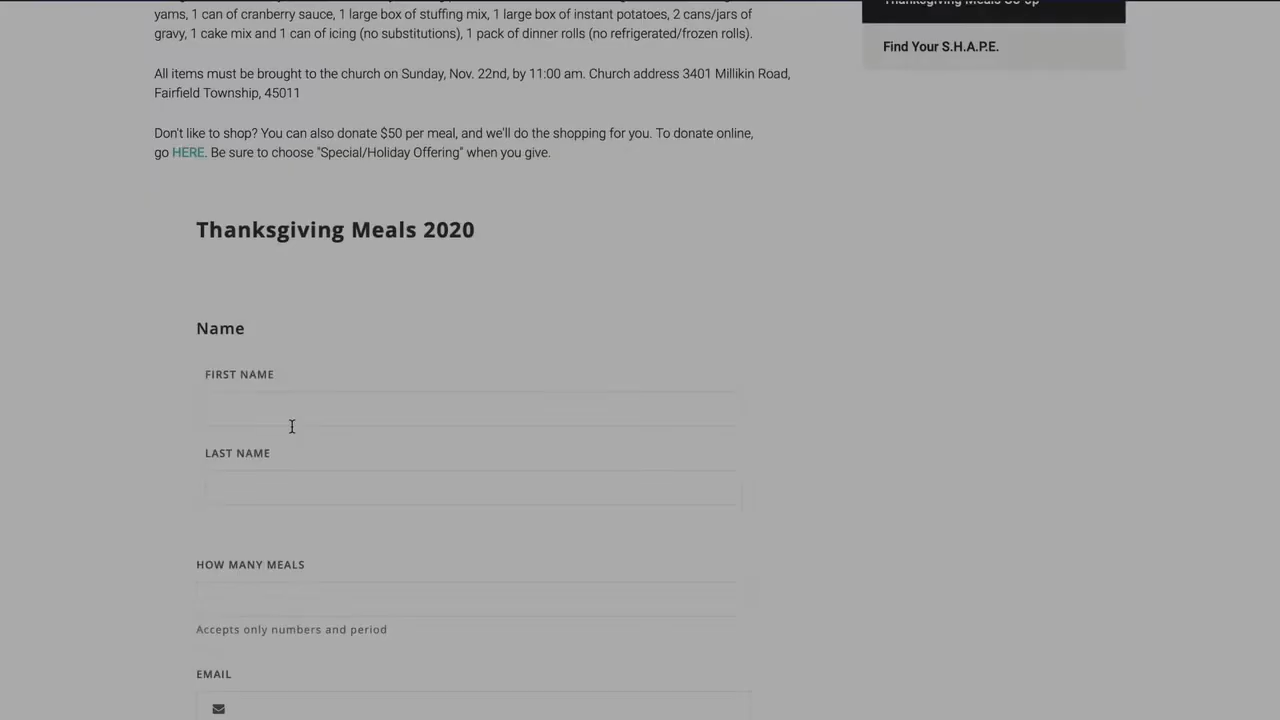 yams, 1 can of cranberry sauce, 1 large box of stuffing mix, 1 large box of instant potatoes, 2 cans/jars of
gravy, 1 cake mix and 1 can of icing (no substitutions), 1 pack of dinner rolls (no refrigerated/frozen rolls).
All items must be brought to the church on Sunday, Nov. 22nd, by 11:00 am. Church address 3401 Millikin Road,
Fairfield Township, 45011
Don't like to shop? You can also donate $50 per meal, and we'll do the shopping for you. To donate online,
go HERE. Be sure to choose "Special/Holiday Offering" when you give.
Thanksgiving Meals 2020
Name
FIRST NAME
LAST NAME
HOW MANY MEALS
Accepts only numbers and period
EMAIL
Thanksgiving Meals
Find Your S.H.A.P.E.